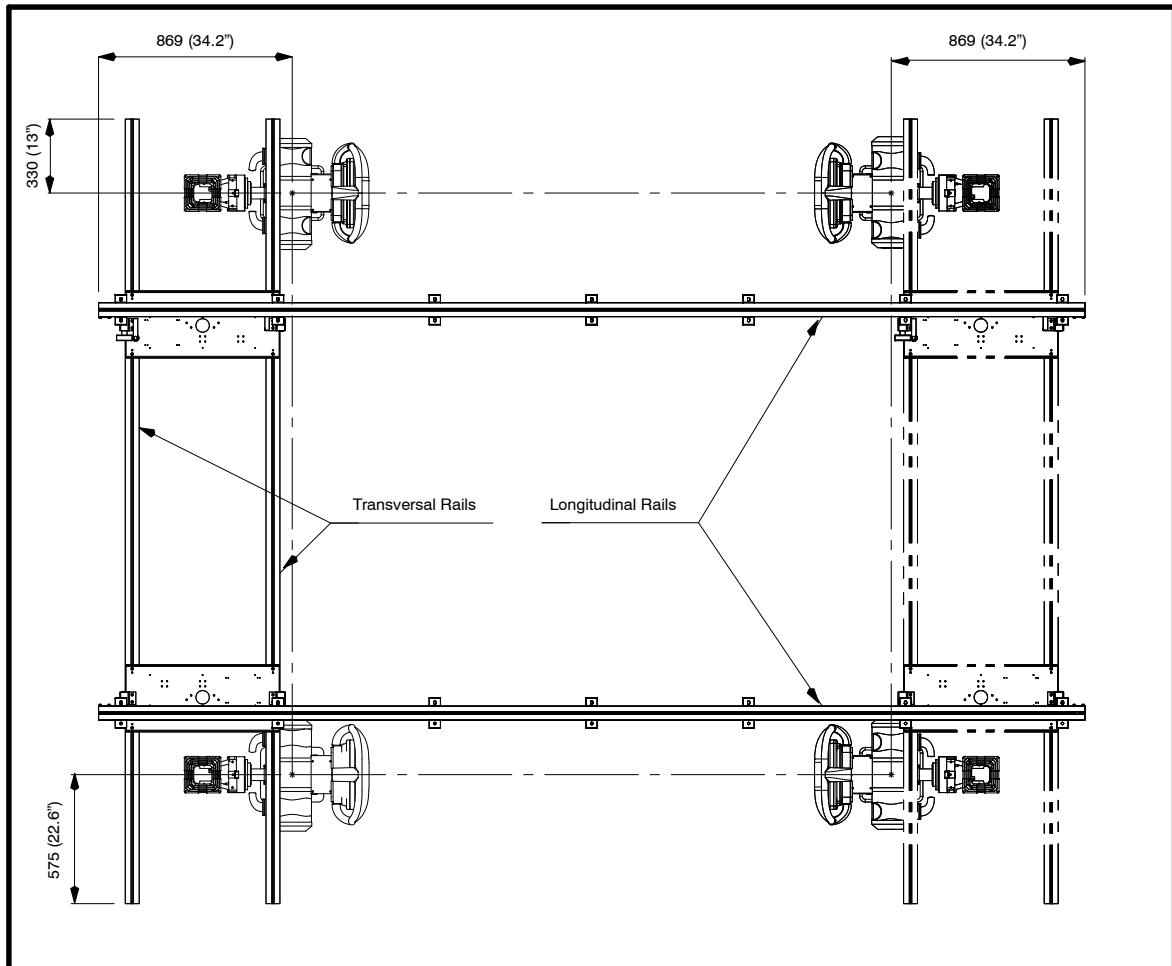 869 (34.2”)
869 (34.2”)
330 (13”)
Transversal Rails
Longitudinal Rails
575 (22.6”)